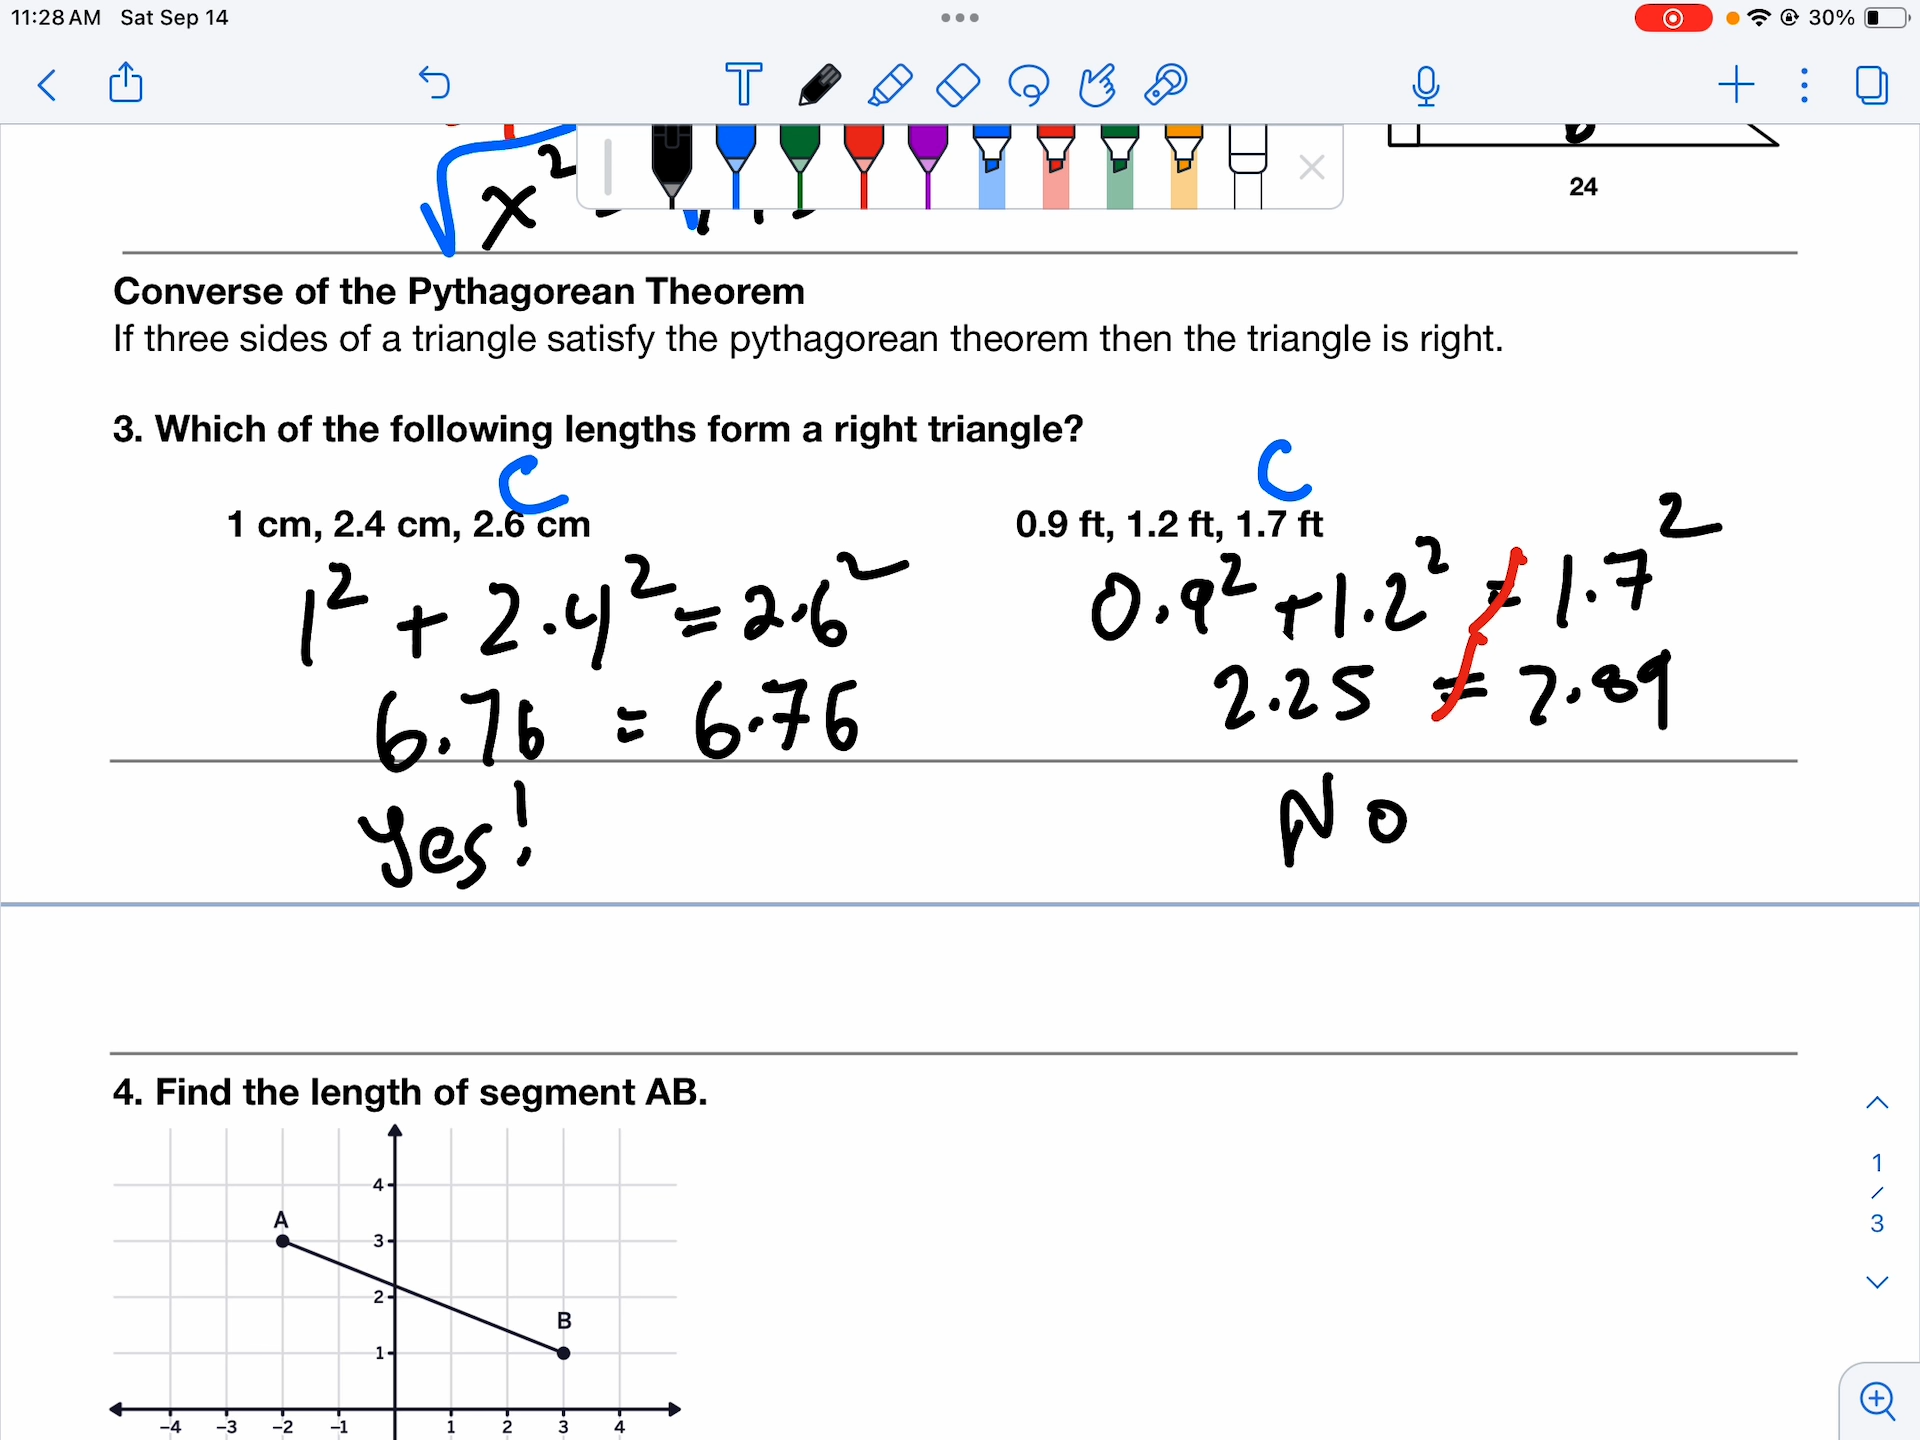 11:28 AM Sat Sep 14
30%
T
x²
b
24
Converse of the Pythagorean Theorem
If three sides of a triangle satisfy the pythagorean theorem then the triangle is right.
3. Which of the following lengths form a right triangle?
C C
1 cm, 2.4 cm, 2.6 cm 0.9 ft, 1.2 ft, 1.7 ft
1² + 2.4² = 2.6² 0.9² + 1.2² ≠ 1.7²
6.76 = 6.76 2.25 ≠ 2.89
Yes! No
4. Find the length of segment AB.
4
A
3
2
B
1
-4 -3 -2 -1 1 2 3 4
1
/
3